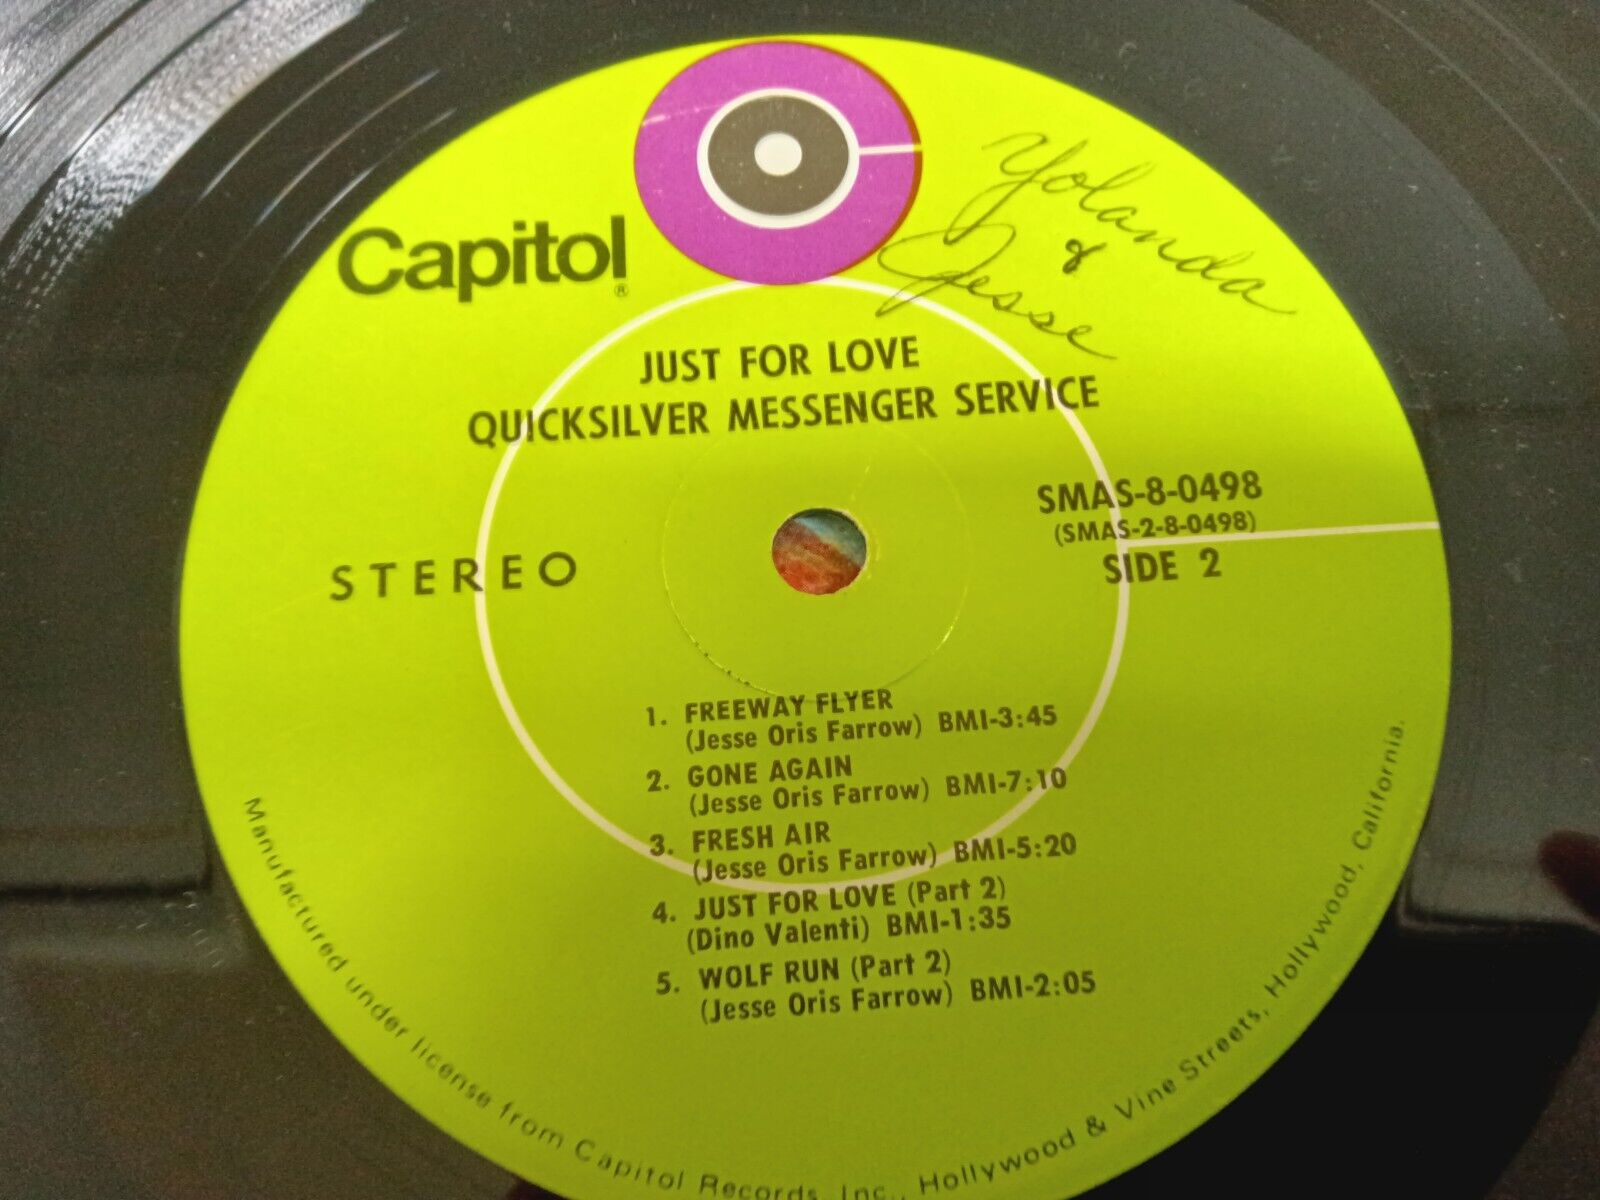 Capitol®
Yolanda
&
Jesse
JUST FOR LOVE
QUICKSILVER MESSENGER SERVICE
SMAS-8-0498
(SMAS-2-8-0498)
SIDE 2
STEREO
1. FREEWAY FLYER
(Jesse Oris Farrow) BMI-3:45
2. GONE AGAIN
(Jesse Oris Farrow) BMI-7:10
3. FRESH AIR
(Jesse Oris Farrow) BMI-5:20
4. JUST FOR LOVE (Part 2)
(Dino Valenti) BMI-1:35
5. WOLF RUN (Part 2)
(Jesse Oris Farrow) BMI-2:05
Manufactured under license from Capitol Records, Inc., Hollywood & Vine Streets, Hollywood, California.